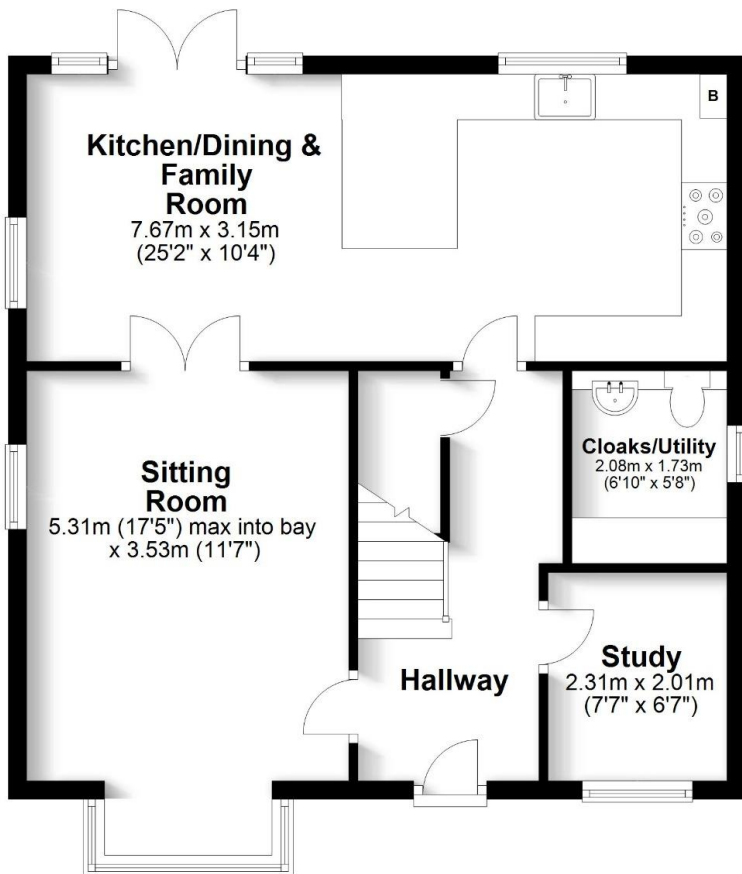 B
Kitchen/Dining &
Family
Room
7.67m x 3.15m
(25'2" x 10'4")
Sitting
Room
5.31m (17'5") max into bay
x 3.53m (11'7")
Cloaks/Utility
2.08m x 1.73m
(6'10" x 5'8")
Hallway
Study
2.31m x 2.01m
(7'7" x 6'7")